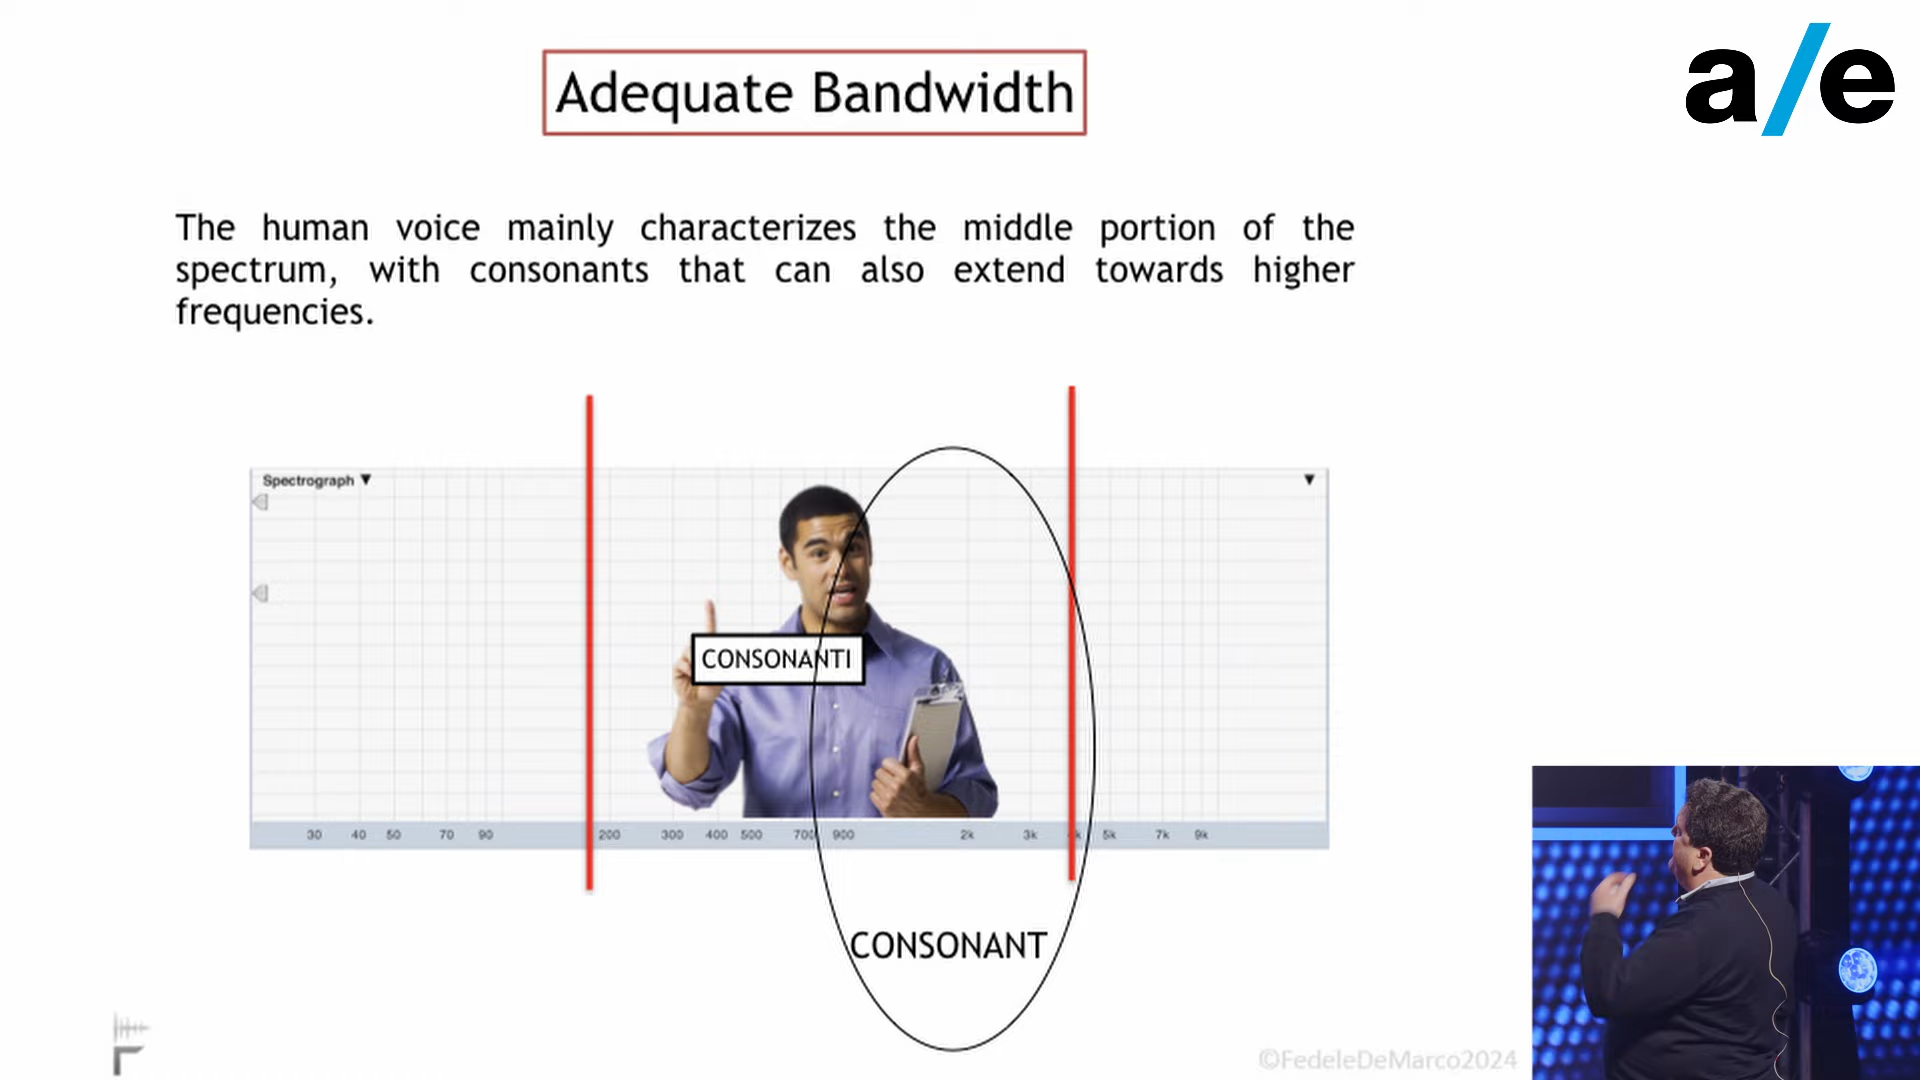 a/e
Adequate Bandwidth
The human voice mainly characterizes the middle portion of the
spectrum, with consonants that can also extend towards higher
frequencies.
Spectrograph ▼
CONSONANTI
30 40 50 70 90 200 300 400 500 700 900 2k 3k 5k 7k 9k
CONSONANT
©FedeleDeMarco2024